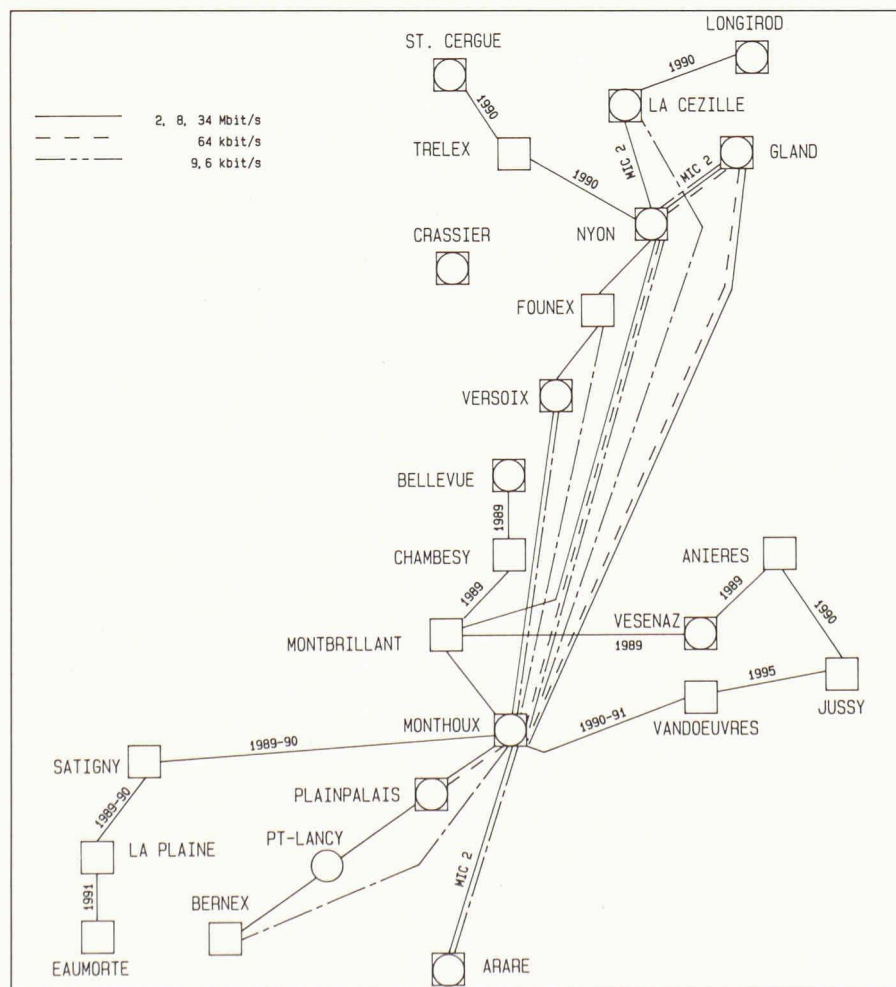 LONGIROD
ST. CERGUE
1990
LA CEZILLE
2, 8, 34 Mbit/s
64 kbit/s
9,6 kbit/s
1990
TRELEX
MIC 2
MIC 2
GLAND
1990
CRASSIER
NYON
FOUNEX
VERSOIX
BELLEVUE
1989
CHAMBESY
ANIERES
1989
1989
1990
MONTBRILLANT
VESENAZ
1989
1995
JUSSY
MONTHOUX
1990-91
VANDOEUVRES
SATIGNY
1989-90
1989-90
PLAINPALAIS
LA PLAINE
PT-LANCY
MIC 2
1991
BERNEX
EAUMORTE
ARARE